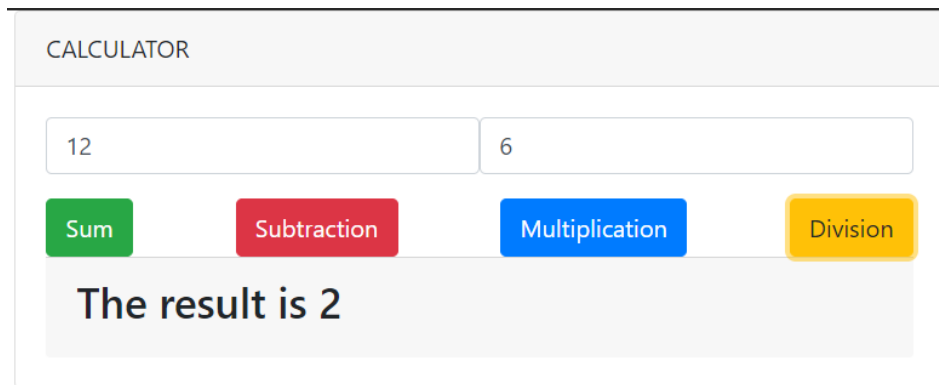 CALCULATOR
12 6
Sum Subtraction Multiplication Division
The result is 2